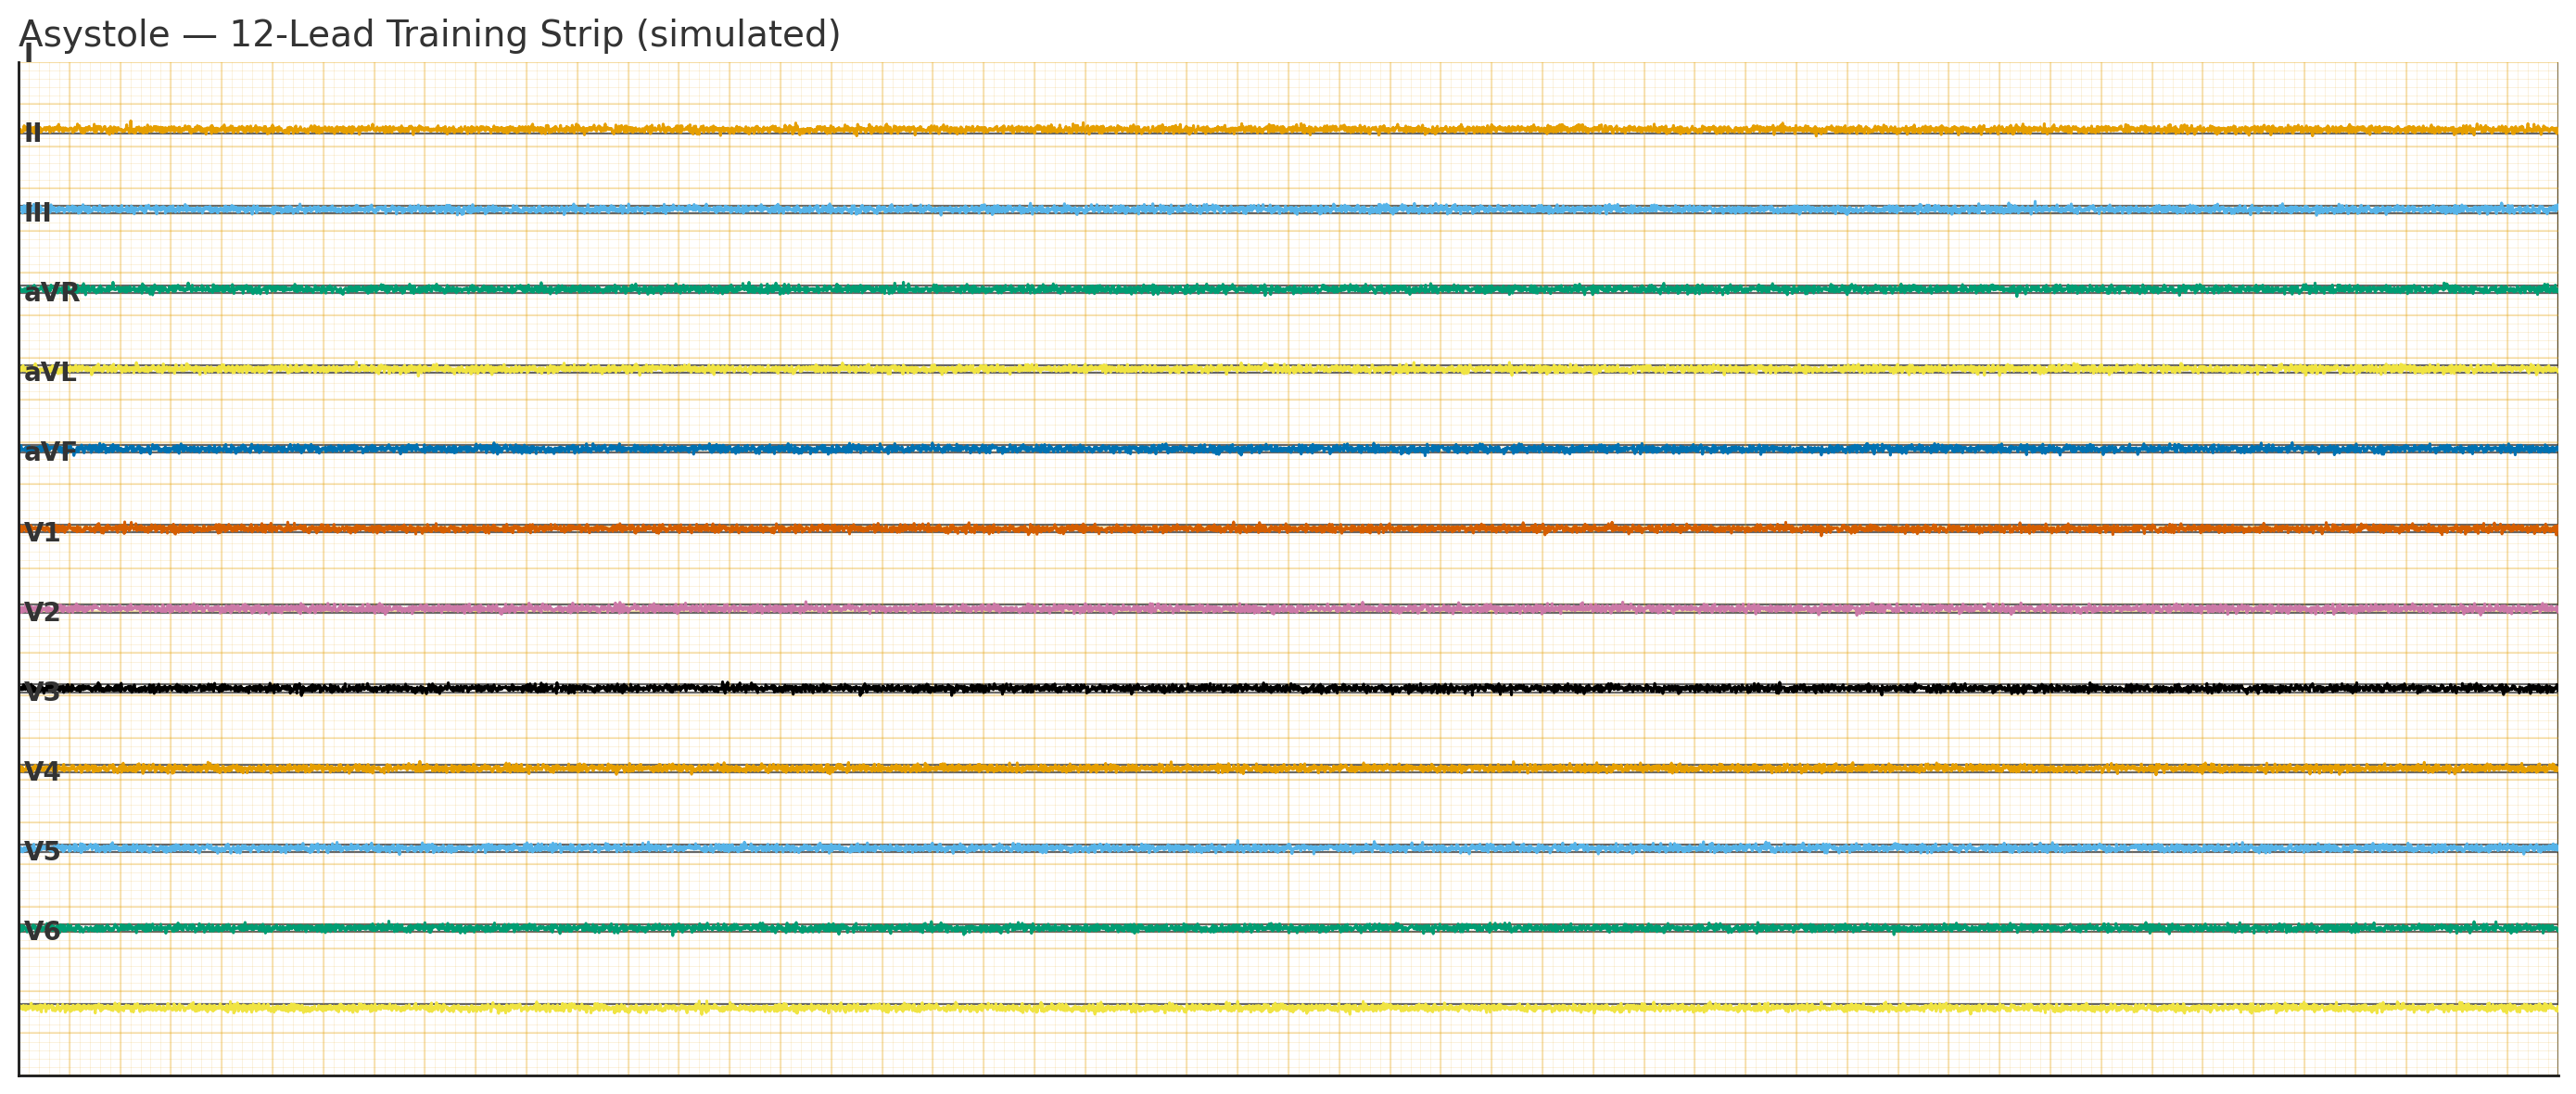 Asystole — 12-Lead Training Strip (simulated)
I
II
III
aVR
aVL
aVF
V1
V2
V3
V4
V5
V6